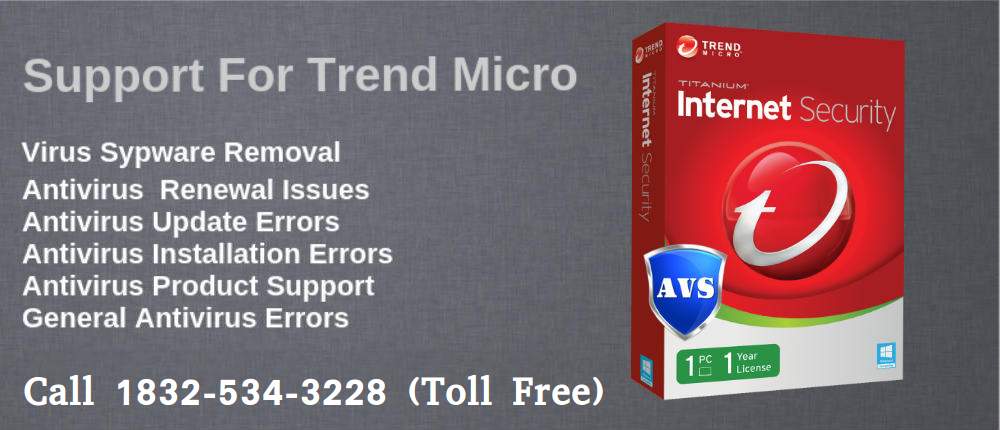 Support For Trend Micro
Virus Sypware Removal
Antivirus Renewal Issues
Antivirus Update Errors
Antivirus Installation Errors
Antivirus Product Support
General Antivirus Errors
Call 1832-534-3228 (Toll Free)
TREND
MICRO
Internet Security
TREND
MICRO
TITANIUM
Internet Security
AVS
1 PC 1 Year
License